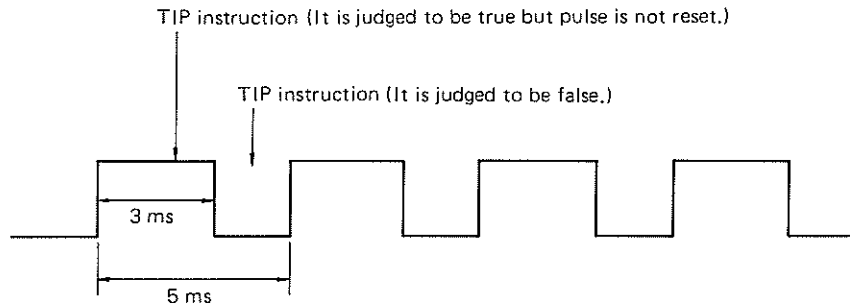 TIP instruction (It is judged to be true but pulse is not reset.)
TIP instruction (It is judged to be false.)
3 ms
5 ms